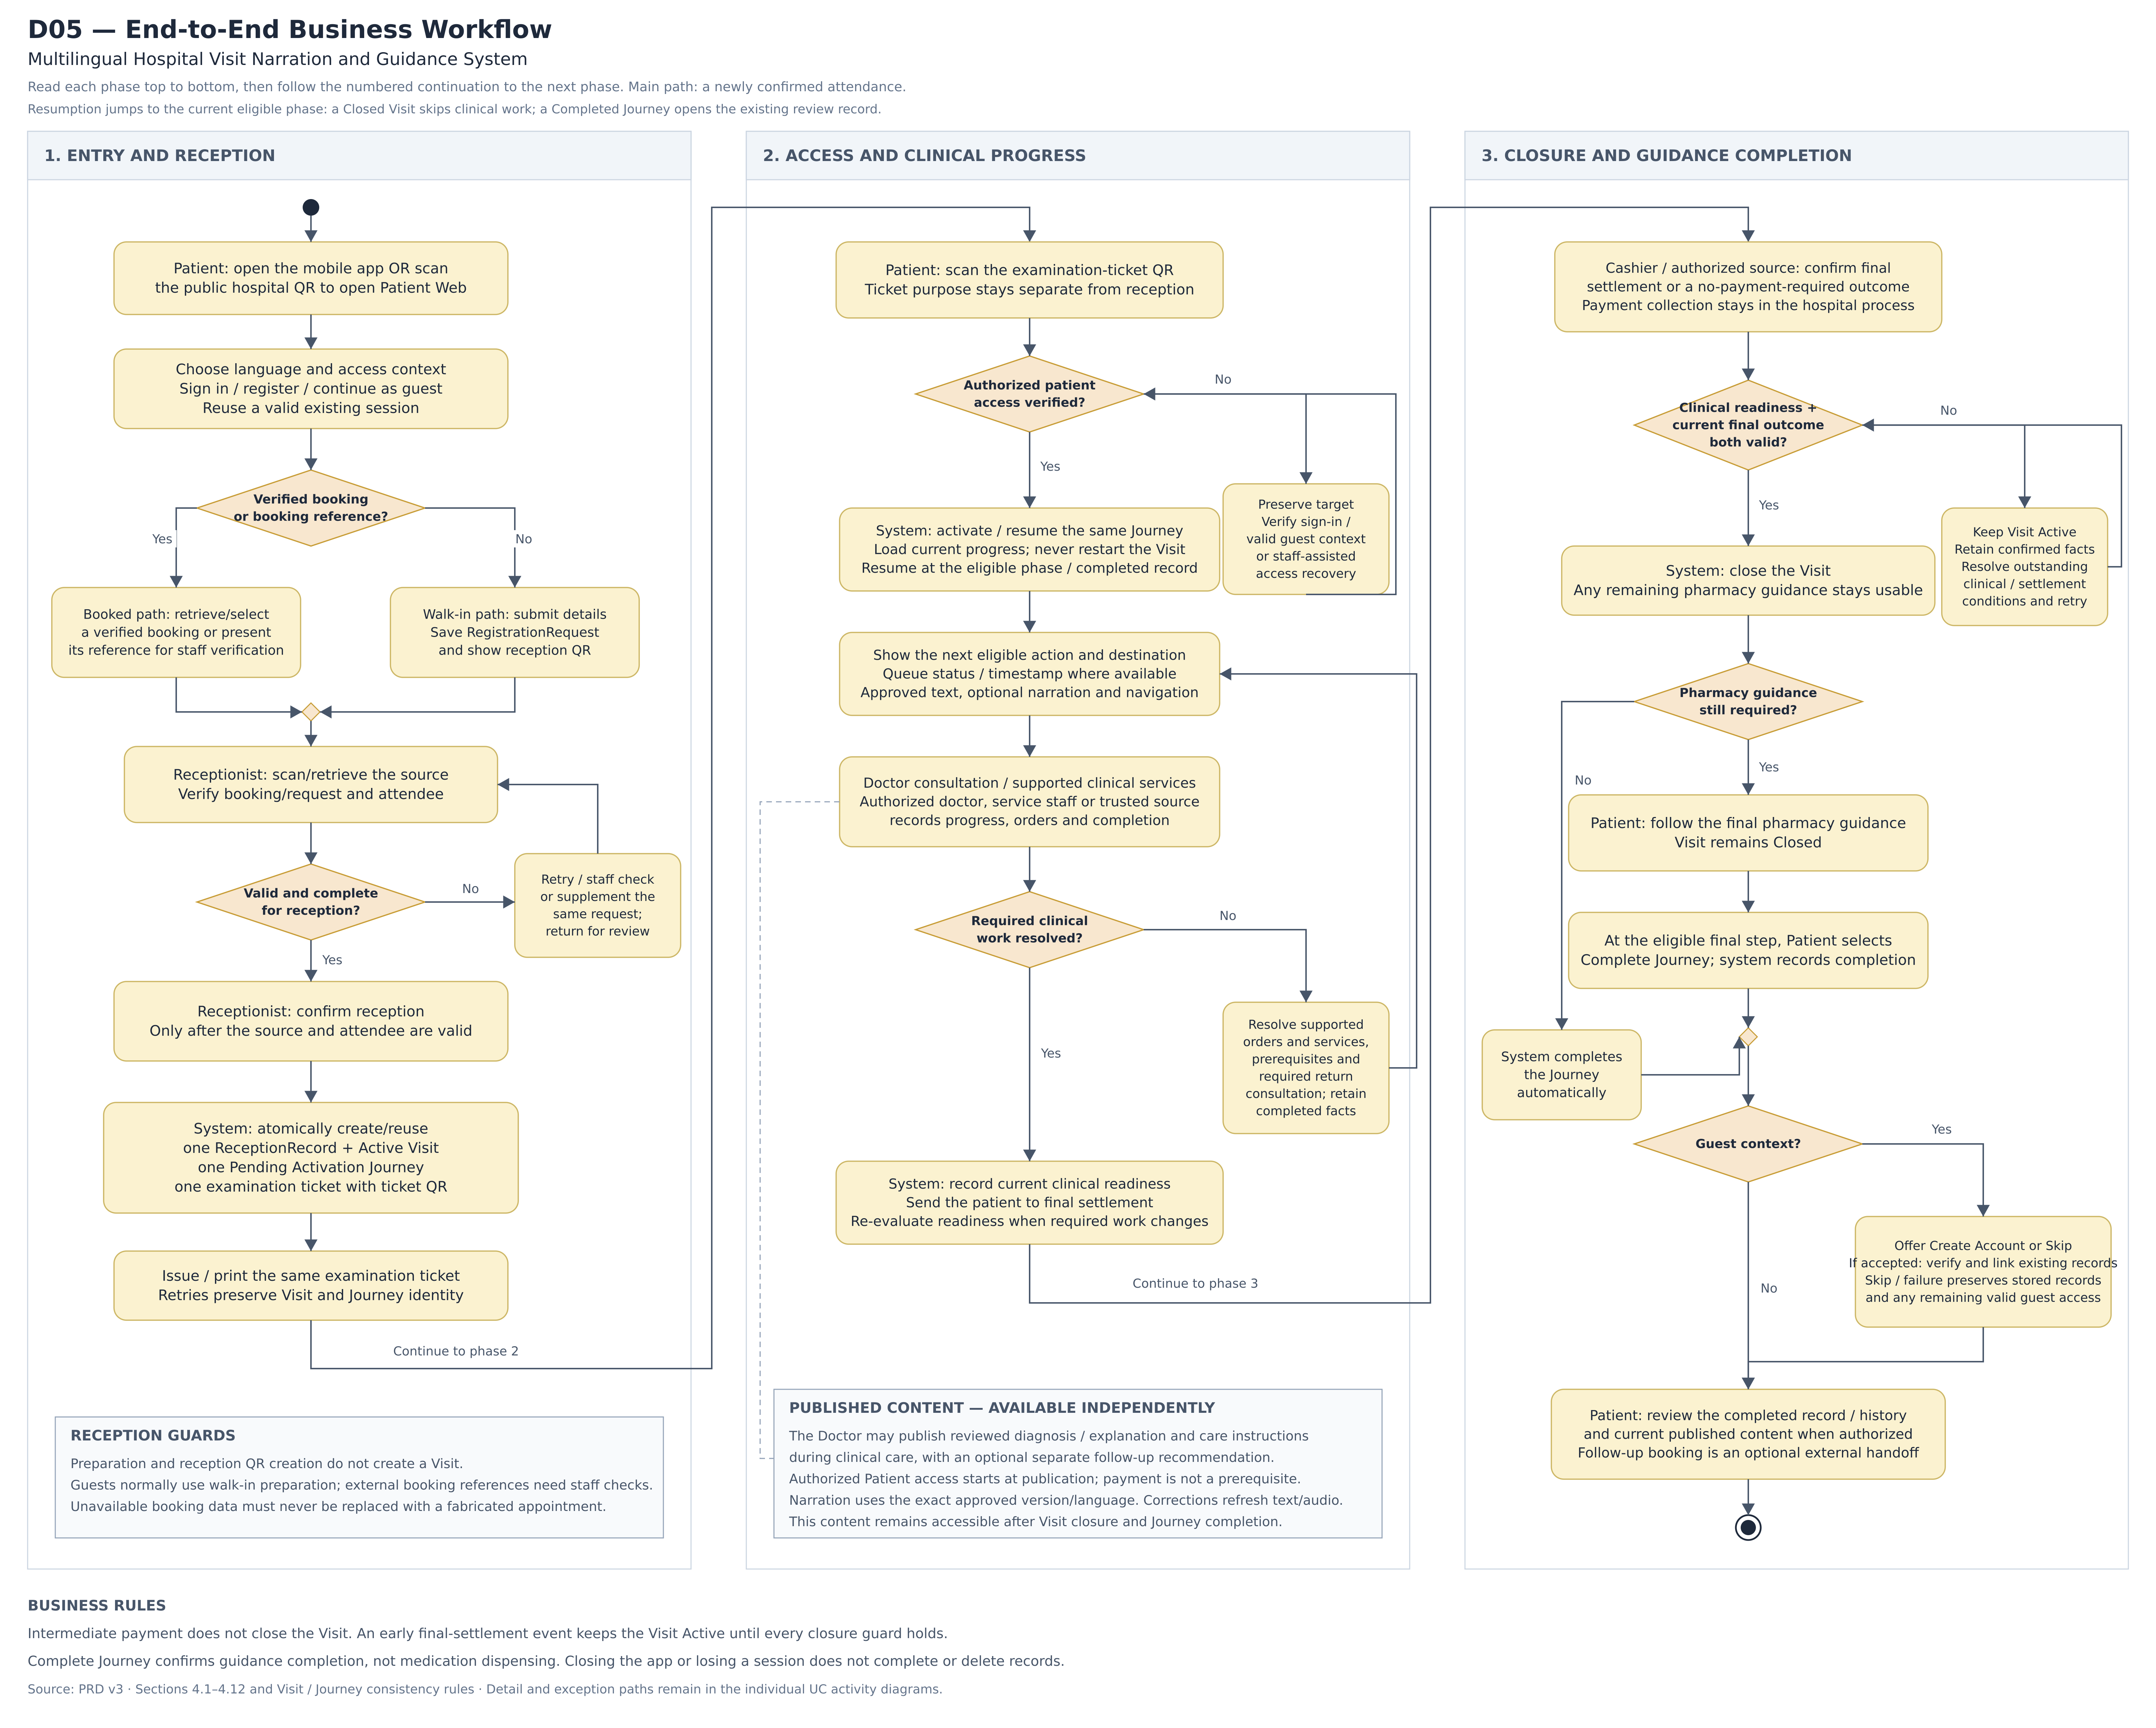 D05 — End-to-End Business Workflow
Multilingual Hospital Visit Narration and Guidance System
Read each phase top to bottom, then follow the numbered continuation to the next phase. Main path: a newly confirmed attendance.
Resumption jumps to the current eligible phase: a Closed Visit skips clinical work; a Completed Journey opens the existing review record.
1. ENTRY AND RECEPTION
Patient: open the mobile app OR scan
the public hospital QR to open Patient Web
Choose language and access context
Sign in / register / continue as guest
Reuse a valid existing session
Verified booking
or booking reference?
Yes
No
Booked path: retrieve/select
a verified booking or present
its reference for staff verification
Walk-in path: submit details
Save RegistrationRequest
and show reception QR
Receptionist: scan/retrieve the source
Verify booking/request and attendee
Valid and complete
for reception?
No
Retry / staff check
or supplement the
same request;
return for review
Yes
Receptionist: confirm reception
Only after the source and attendee are valid
System: atomically create/reuse
one ReceptionRecord + Active Visit
one Pending Activation Journey
one examination ticket with ticket QR
Issue / print the same examination ticket
Retries preserve Visit and Journey identity
Continue to phase 2
RECEPTION GUARDS
Preparation and reception QR creation do not create a Visit.
Guests normally use walk-in preparation; external booking references need staff checks.
Unavailable booking data must never be replaced with a fabricated appointment.
2. ACCESS AND CLINICAL PROGRESS
Patient: scan the examination-ticket QR
Ticket purpose stays separate from reception
Authorized patient
access verified?
No
Yes
Preserve target
Verify sign-in /
valid guest context
or staff-assisted
access recovery
System: activate / resume the same Journey
Load current progress; never restart the Visit
Resume at the eligible phase / completed record
Show the next eligible action and destination
Queue status / timestamp where available
Approved text, optional narration and navigation
Doctor consultation / supported clinical services
Authorized doctor, service staff or trusted source
records progress, orders and completion
Required clinical
work resolved?
No
Resolve supported
orders and services,
prerequisites and
required return
consultation; retain
completed facts
Yes
System: record current clinical readiness
Send the patient to final settlement
Re-evaluate readiness when required work changes
Continue to phase 3
PUBLISHED CONTENT — AVAILABLE INDEPENDENTLY
The Doctor may publish reviewed diagnosis / explanation and care instructions
during clinical care, with an optional separate follow-up recommendation.
Authorized Patient access starts at publication; payment is not a prerequisite.
Narration uses the exact approved version/language. Corrections refresh text/audio.
This content remains accessible after Visit closure and Journey completion.
3. CLOSURE AND GUIDANCE COMPLETION
Cashier / authorized source: confirm final
settlement or a no-payment-required outcome
Payment collection stays in the hospital process
Clinical readiness +
current final outcome
both valid?
No
Yes
Keep Visit Active
Retain confirmed facts
Resolve outstanding
clinical / settlement
conditions and retry
System: close the Visit
Any remaining pharmacy guidance stays usable
Pharmacy guidance
still required?
Yes
No
Patient: follow the final pharmacy guidance
Visit remains Closed
At the eligible final step, Patient selects
Complete Journey; system records completion
System completes
the Journey
automatically
Guest context?
Yes
Offer Create Account or Skip
If accepted: verify and link existing records
Skip / failure preserves stored records
and any remaining valid guest access
No
Patient: review the completed record / history
and current published content when authorized
Follow-up booking is an optional external handoff
BUSINESS RULES
Intermediate payment does not close the Visit. An early final-settlement event keeps the Visit Active until every closure guard holds.
Complete Journey confirms guidance completion, not medication dispensing. Closing the app or losing a session does not complete or delete records.
Source: PRD v3 · Sections 4.1–4.12 and Visit / Journey consistency rules · Detail and exception paths remain in the individual UC activity diagrams.